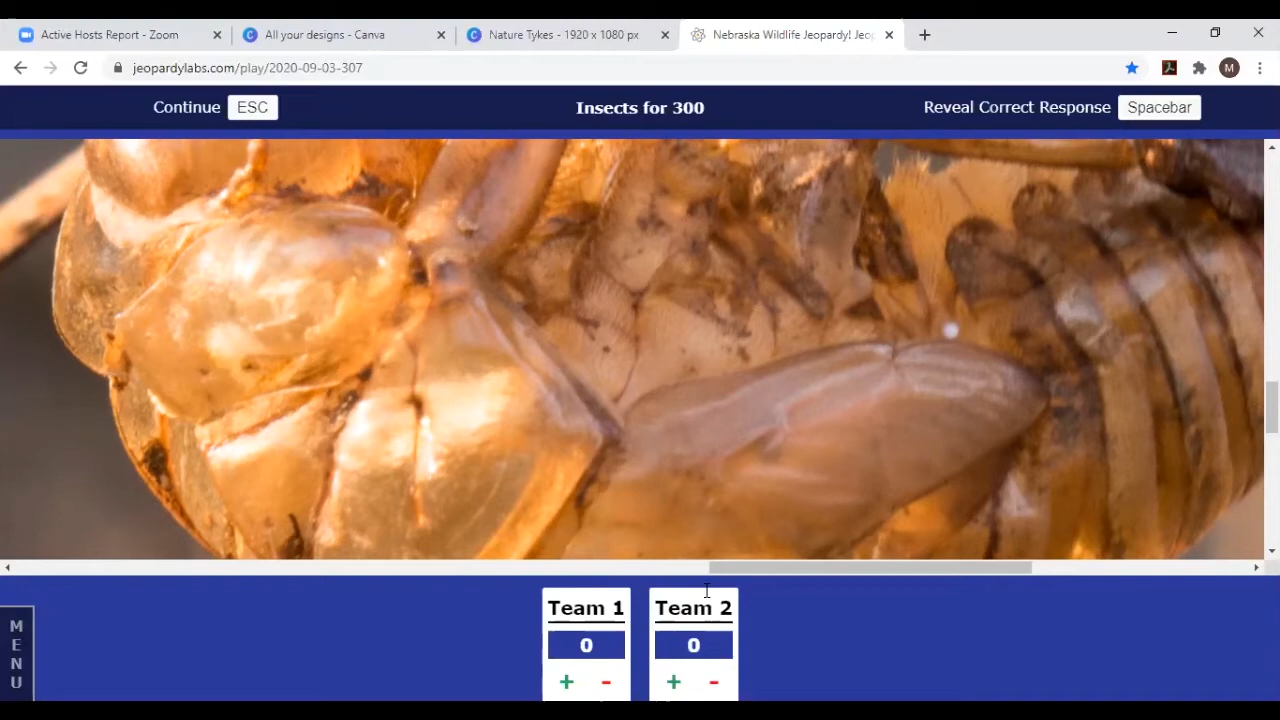 Active Hosts Report - Zoom
All your designs - Canva
Nature Tykes - 1920 x 1080 px
Nebraska Wildlife Jeopardy! Jeop
jeopardylabs.com/play/2020-09-03-307
M
Continue ESC
Insects for 300
Reveal Correct Response Spacebar
MENU
Team 1
0
+ -
Team 2
0
+ -